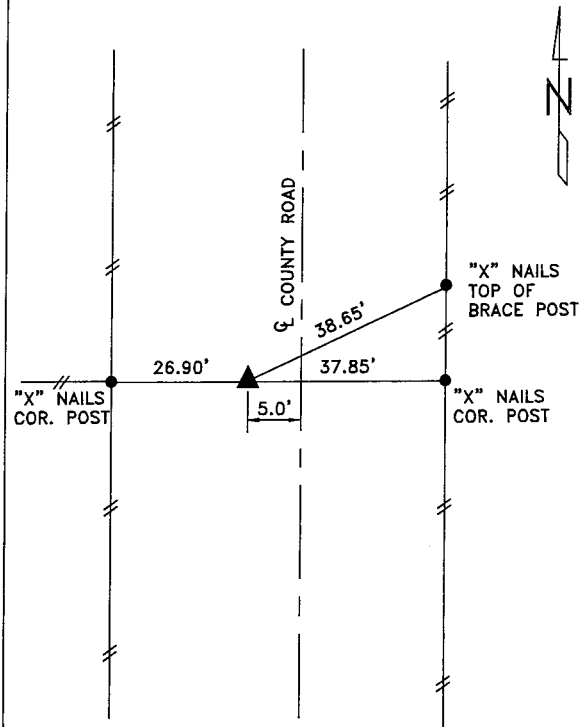 N
℄ COUNTY ROAD
"X" NAILS
TOP OF
BRACE POST
38.65'
26.90'
37.85'
"X" NAILS
COR. POST
5.0'
"X" NAILS
COR. POST